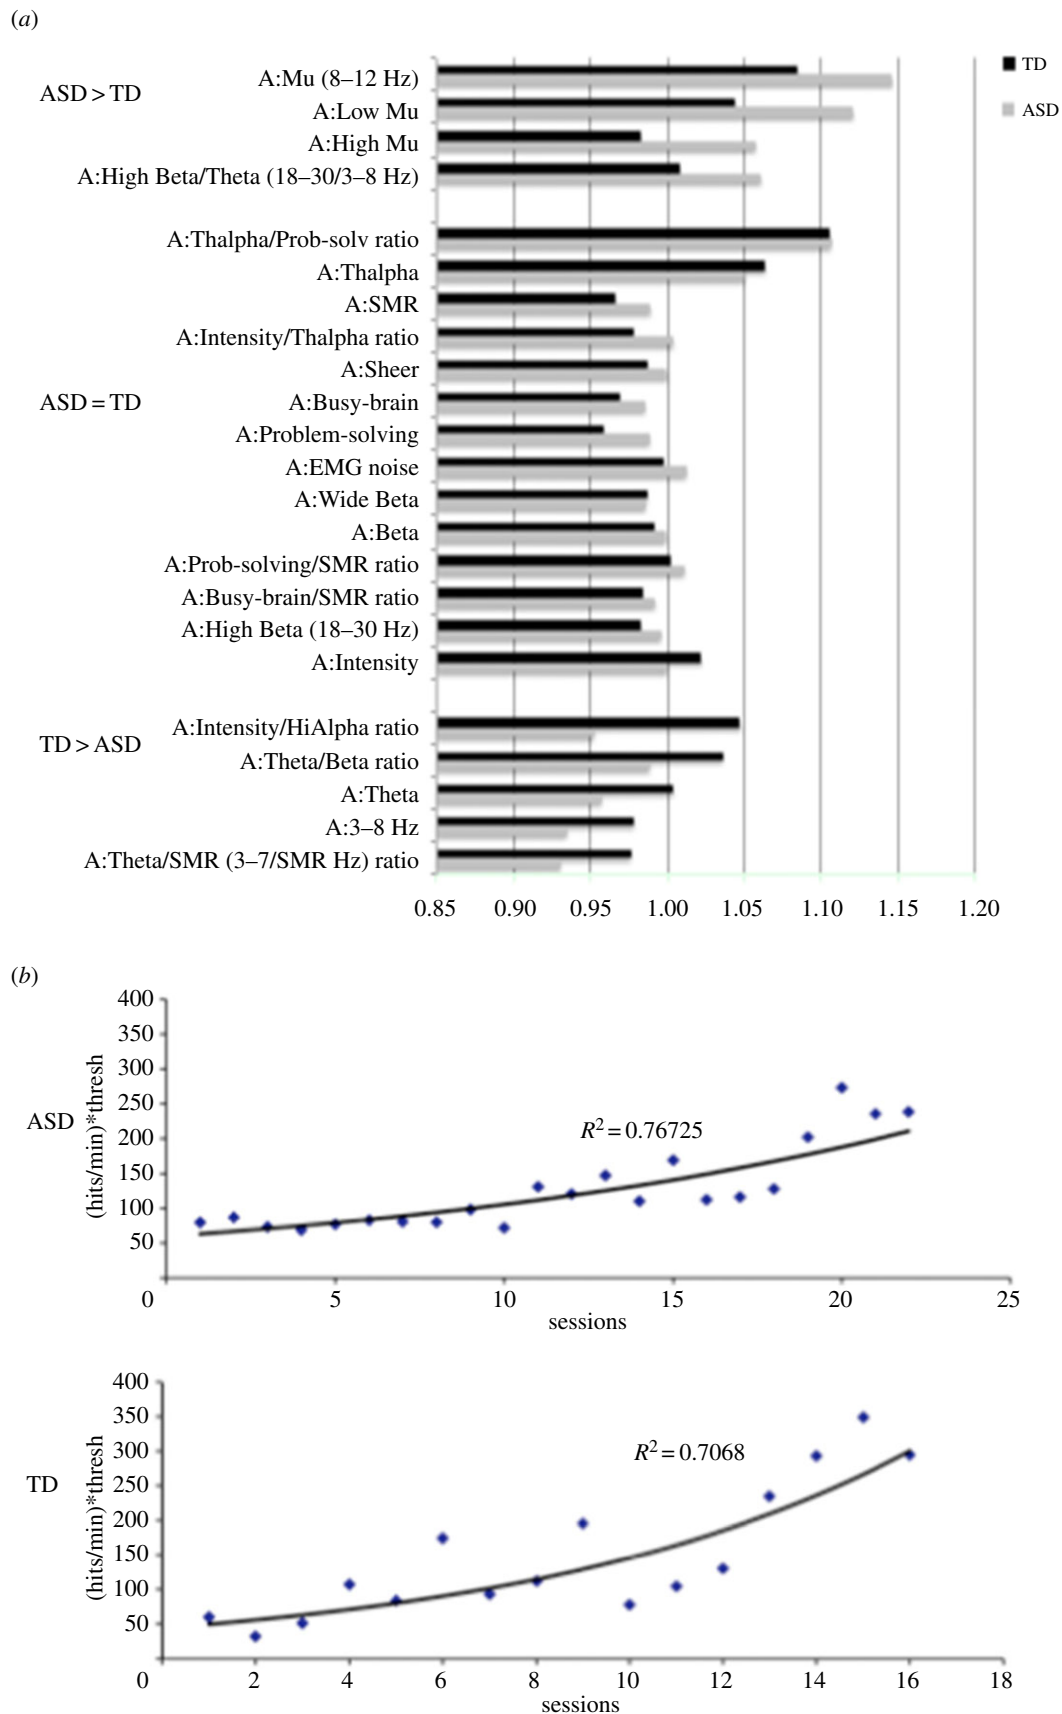 (a)
TD
ASD
ASD > TD
A:Mu (8–12 Hz)
A:Low Mu
A:High Mu
A:High Beta/Theta (18–30/3–8 Hz)
ASD = TD
A:Thalpha/Prob-solv ratio
A:Thalpha
A:SMR
A:Intensity/Thalpha ratio
A:Sheer
A:Busy-brain
A:Problem-solving
A:EMG noise
A:Wide Beta
A:Beta
A:Prob-solving/SMR ratio
A:Busy-brain/SMR ratio
A:High Beta (18–30 Hz)
A:Intensity
TD > ASD
A:Intensity/HiAlpha ratio
A:Theta/Beta ratio
A:Theta
A:3–8 Hz
A:Theta/SMR (3–7/SMR Hz) ratio
0.85 0.90 0.95 1.00 1.05 1.10 1.15 1.20
(b)
ASD
(hits/min)*thresh
400
350
300
250
200
150
100
50
R² = 0.76725
0 5 10 15 20 25
sessions
TD
(hits/min)*thresh
400
350
300
250
200
150
100
50
R² = 0.7068
0 2 4 6 8 10 12 14 16 18
sessions